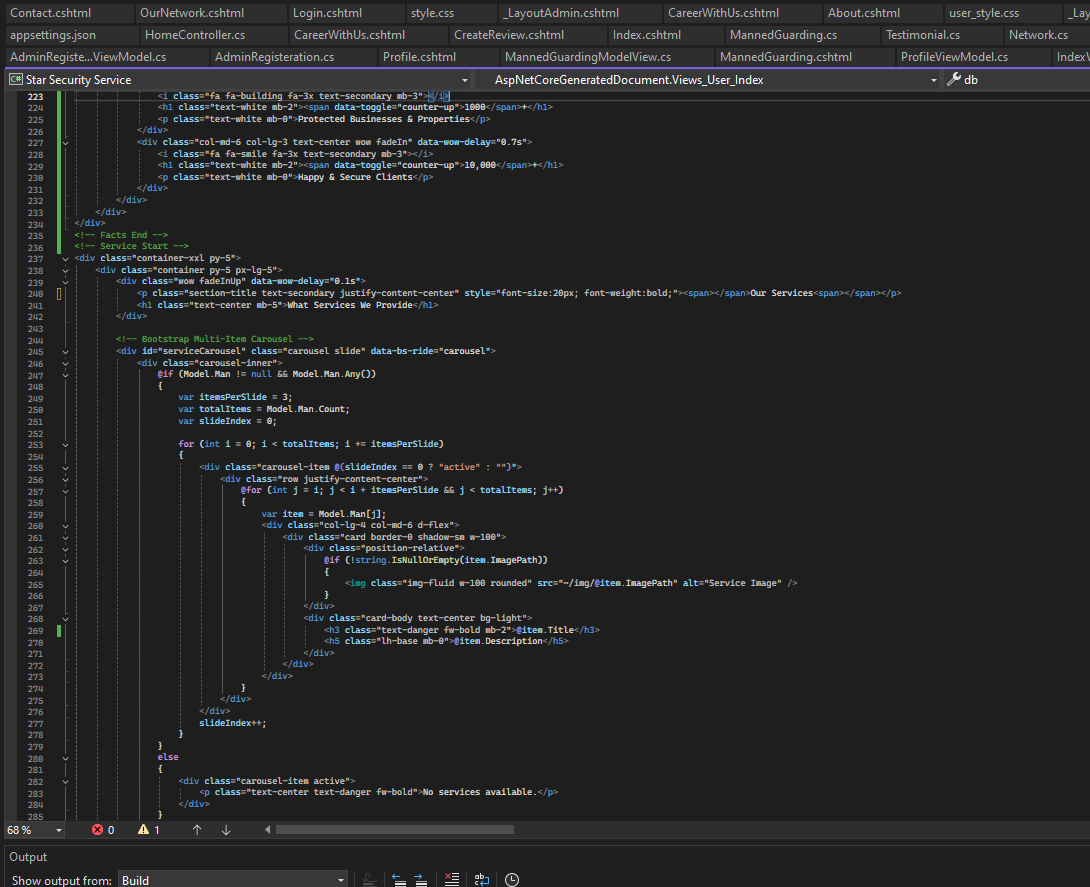 Contact.cshtml OurNetwork.cshtml Login.cshtml style.css _LayoutAdmin.cshtml CareerWithUs.cshtml About.cshtml user_style.css _Lay
appsettings.json HomeController.cs CareerWithUs.cshtml CreateReview.cshtml Index.cshtml MannedGuarding.cs Testimonial.cs Network.cs
AdminRegiste...ViewModel.cs AdminRegisteration.cs Profile.cshtml MannedGuardingModelView.cs MannedGuarding.cshtml ProfileViewModel.cs IndexV
C# Star Security Service AspNetCoreGeneratedDocument.Views_User_Index db
223 <i class="fa fa-building fa-3x text-secondary mb-3"></i>
224 <h1 class="text-white mb-2"><span data-toggle="counter-up">1000</span>+</h1>
225 <p class="text-white mb-0">Protected Businesses & Properties</p>
226 </div>
227 <div class="col-md-6 col-lg-3 text-center wow fadeIn" data-wow-delay="0.7s">
228 <i class="fa fa-smile fa-3x text-secondary mb-3"></i>
229 <h1 class="text-white mb-2"><span data-toggle="counter-up">10,000</span>+</h1>
230 <p class="text-white mb-0">Happy & Secure Clients</p>
231 </div>
232 </div>
233 </div>
234 </div>
235 <!-- Facts End -->
236 <!-- Service Start -->
237 <div class="container-xxl py-5">
238 <div class="container py-5 px-lg-5">
239 <div class="wow fadeInUp" data-wow-delay="0.1s">
240 <p class="section-title text-secondary justify-content-center" style="font-size:20px; font-weight:bold;"><span></span>Our Services<span></span></p>
241 <h1 class="text-center mb-5">What Services We Provide</h1>
242 </div>
243
244 <!-- Bootstrap Multi-Item Carousel -->
245 <div id="serviceCarousel" class="carousel slide" data-bs-ride="carousel">
246 <div class="carousel-inner">
247 @if (Model.Man != null && Model.Man.Any())
248 {
249 var itemsPerSlide = 3;
250 var totalItems = Model.Man.Count;
251 var slideIndex = 0;
252
253 for (int i = 0; i < totalItems; i += itemsPerSlide)
254 {
255 <div class="carousel-item @(slideIndex == 0 ? "active" : "")">
256 <div class="row justify-content-center">
257 @for (int j = i; j < i + itemsPerSlide && j < totalItems; j++)
258 {
259 var item = Model.Man[j];
260 <div class="col-lg-4 col-md-6 d-flex">
261 <div class="card border-0 shadow-sm w-100">
262 <div class="position-relative">
263 @if (!string.IsNullOrEmpty(item.ImagePath))
264 {
265 <img class="img-fluid w-100 rounded" src="~/img/@item.ImagePath" alt="Service Image" />
266 }
267 </div>
268 <div class="card-body text-center bg-light">
269 <h3 class="text-danger fw-bold mb-2">@item.Title</h3>
270 <h5 class="lh-base mb-0">@item.Description</h5>
271 </div>
272 </div>
273 </div>
274 }
275 </div>
276 </div>
277 slideIndex++;
278 }
279 }
280 else
281 {
282 <div class="carousel-item active">
283 <p class="text-center text-danger fw-bold">No services available.</p>
284 </div>
285 }
68 % 0 1
Output
Show output from: Build